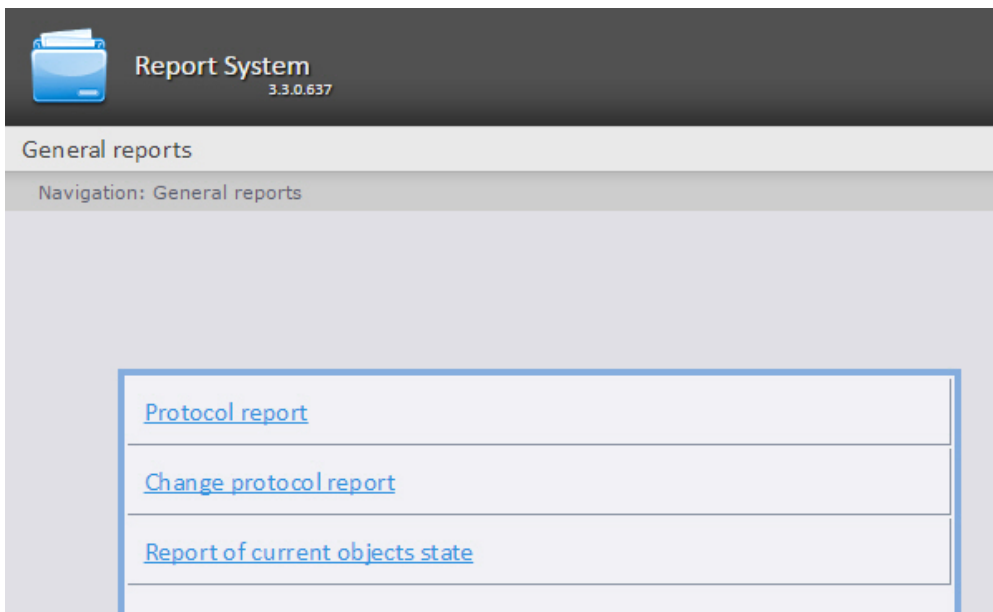 Report System
3.3.0.637
General reports
Navigation: General reports
Protocol report
Change protocol report
Report of current objects state